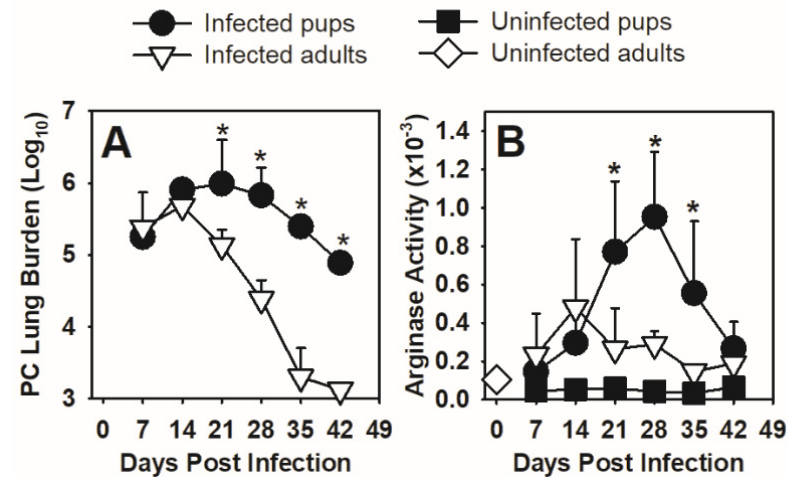 Infected pups
Uninfected pups
Infected adults
Uninfected adults
A
PC Lung Burden (Log10)
7
6
5
4
3
* * * *
0 7 14 21 28 35 42 49
Days Post Infection
B
Arginase Activity (x10-3)
1.4
1.2
1.0
0.8
0.6
0.4
0.2
0.0
* * *
0 7 14 21 28 35 42 49
Days Post Infection